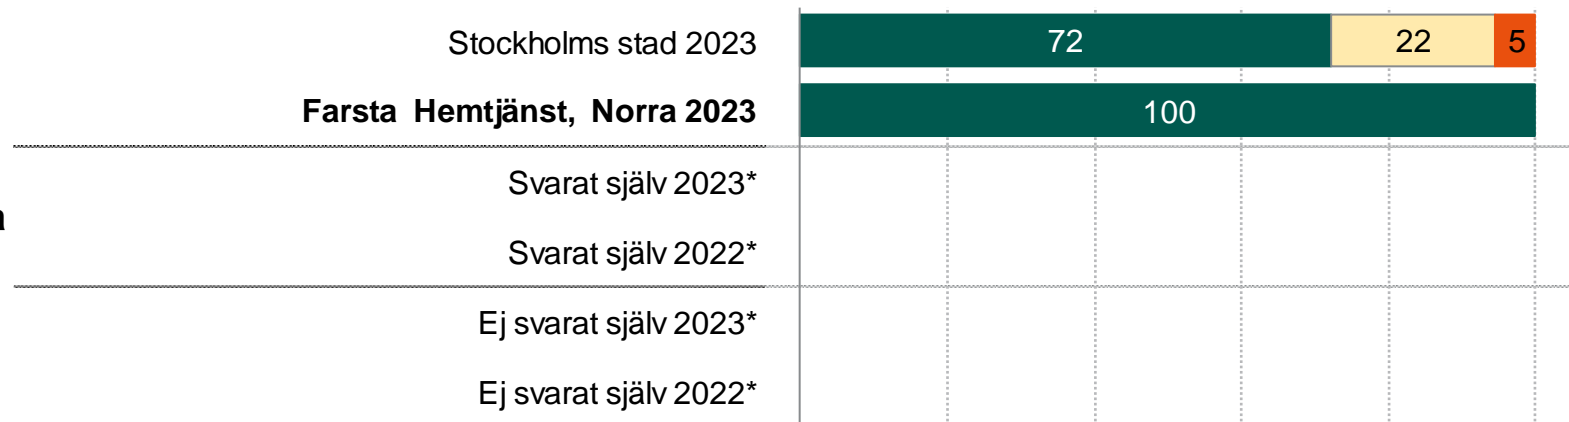 Stockholms stad 2023 72 22 5
Farsta Hemtjänst, Norra 2023 100
Svarat själv 2023*
Svarat själv 2022*
Ej svarat själv 2023*
Ej svarat själv 2022*